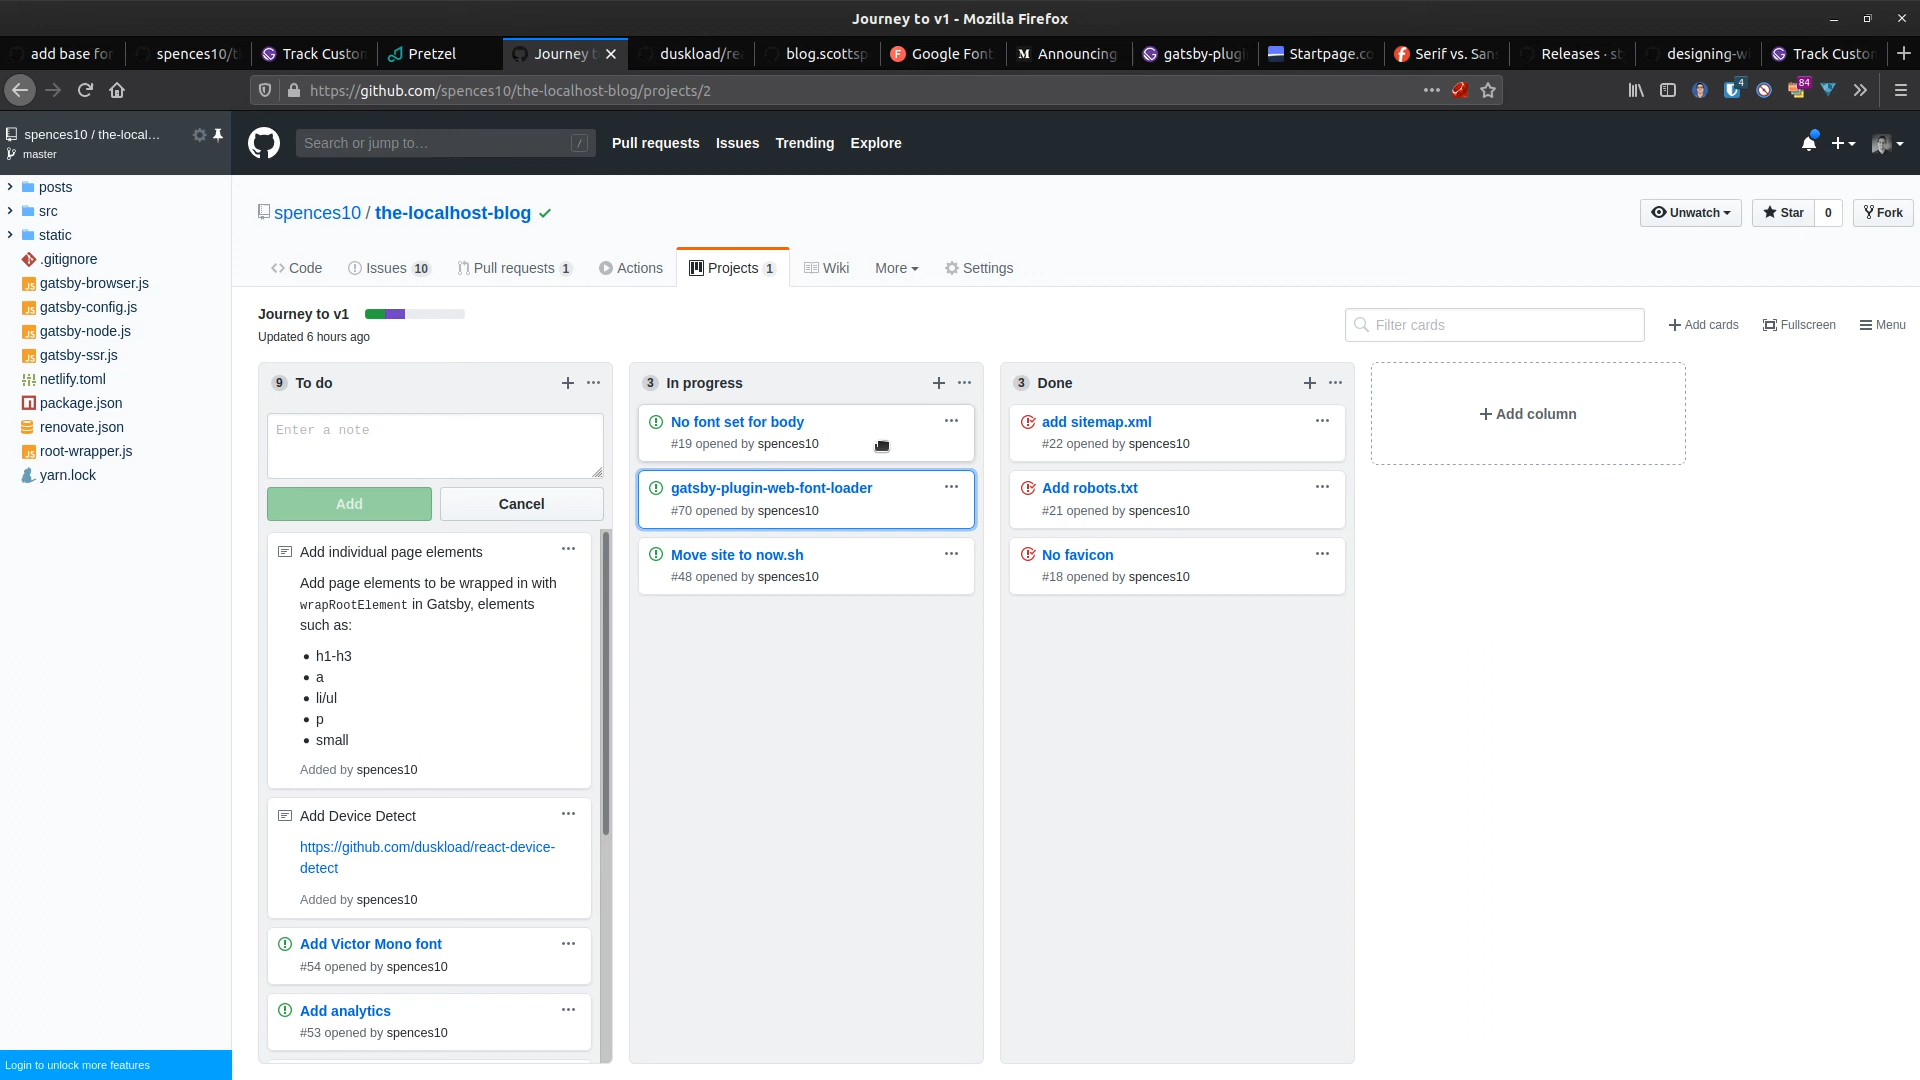 Journey to v1 - Mozilla Firefox
add base for
spences10/t
Track Custo
Pretzel
Journey t
duskload/re
blog.scottsp
Google Font
Announcing
gatsby-plug
Startpage.co
Serif vs. San
Releases · s
designing-w
Track Custo
https://github.com/spences10/the-localhost-blog/projects/2
4
84
spences10 / the-local...
master
Search or jump to…
/
Pull requests
Issues
Trending
Explore
posts
src
static
.gitignore
gatsby-browser.js
gatsby-config.js
gatsby-node.js
gatsby-ssr.js
netlify.toml
package.json
renovate.json
root-wrapper.js
yarn.lock
Login to unlock more features
spences10 / the-localhost-blog
Unwatch
Star 0
Fork
Code
Issues 10
Pull requests 1
Actions
Projects 1
Wiki
More
Settings
Journey to v1
Updated 6 hours ago
Filter cards
Add cards
Fullscreen
Menu
9 To do
Enter a note
Add
Cancel
Add individual page elements
Add page elements to be wrapped in with
wrapRootElement in Gatsby, elements
such as:
• h1-h3
• a
• li/ul
• p
• small
Added by spences10
Add Device Detect
https://github.com/duskload/react-device-
detect
Added by spences10
Add Victor Mono font
#54 opened by spences10
Add analytics
#53 opened by spences10
3 In progress
No font set for body
#19 opened by spences10
gatsby-plugin-web-font-loader
#70 opened by spences10
Move site to now.sh
#48 opened by spences10
3 Done
add sitemap.xml
#22 opened by spences10
Add robots.txt
#21 opened by spences10
No favicon
#18 opened by spences10
Add column